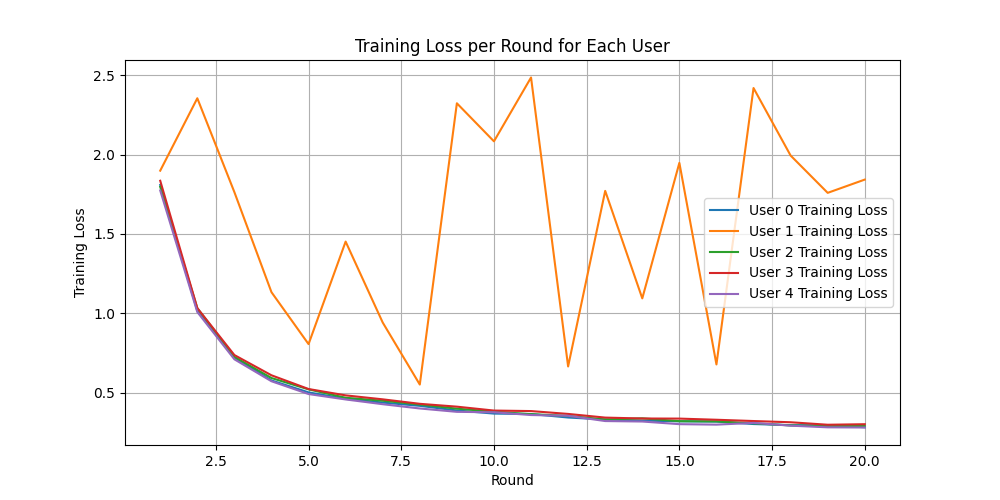 Training Loss per Round for Each User
2.5
2.0
1.5
1.0
0.5
Training Loss
User 0 Training Loss
User 1 Training Loss
User 2 Training Loss
User 3 Training Loss
User 4 Training Loss
2.5 5.0 7.5 10.0 12.5 15.0 17.5 20.0
Round